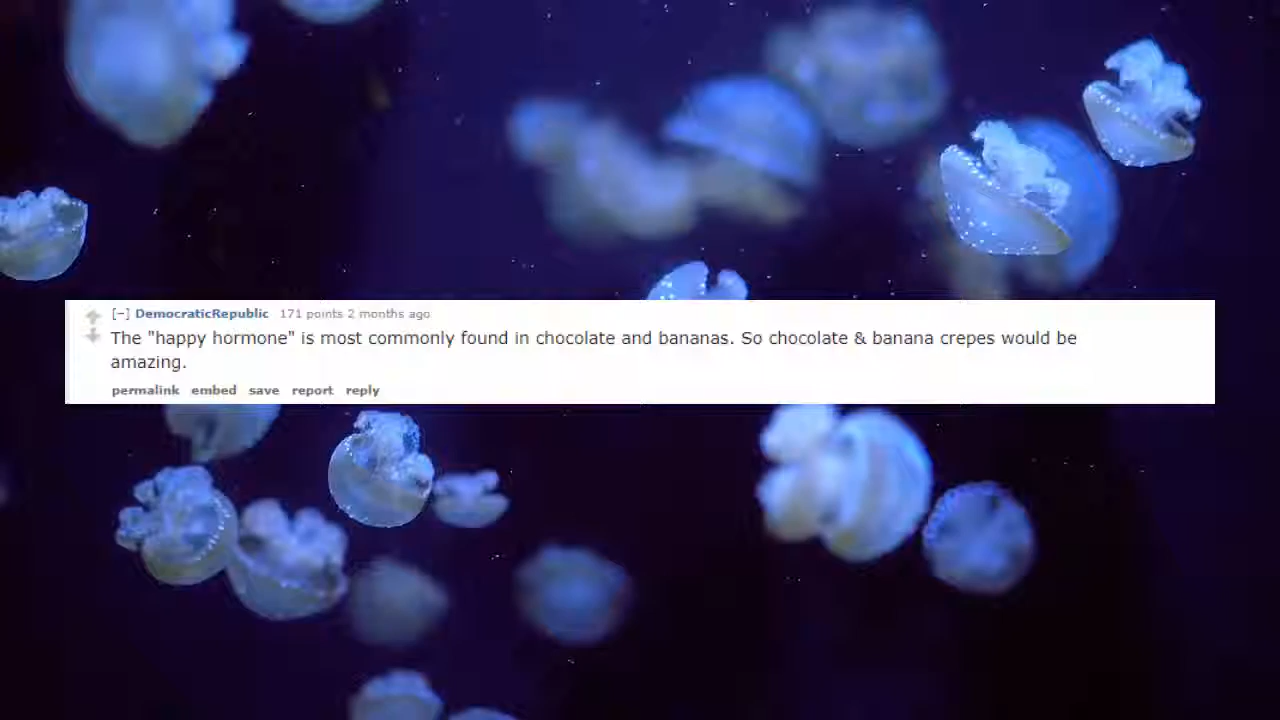 [−] DemocraticRepublic 171 points 2 months ago
The "happy hormone" is most commonly found in chocolate and bananas. So chocolate & banana crepes would be
amazing.
permalink embed save report reply